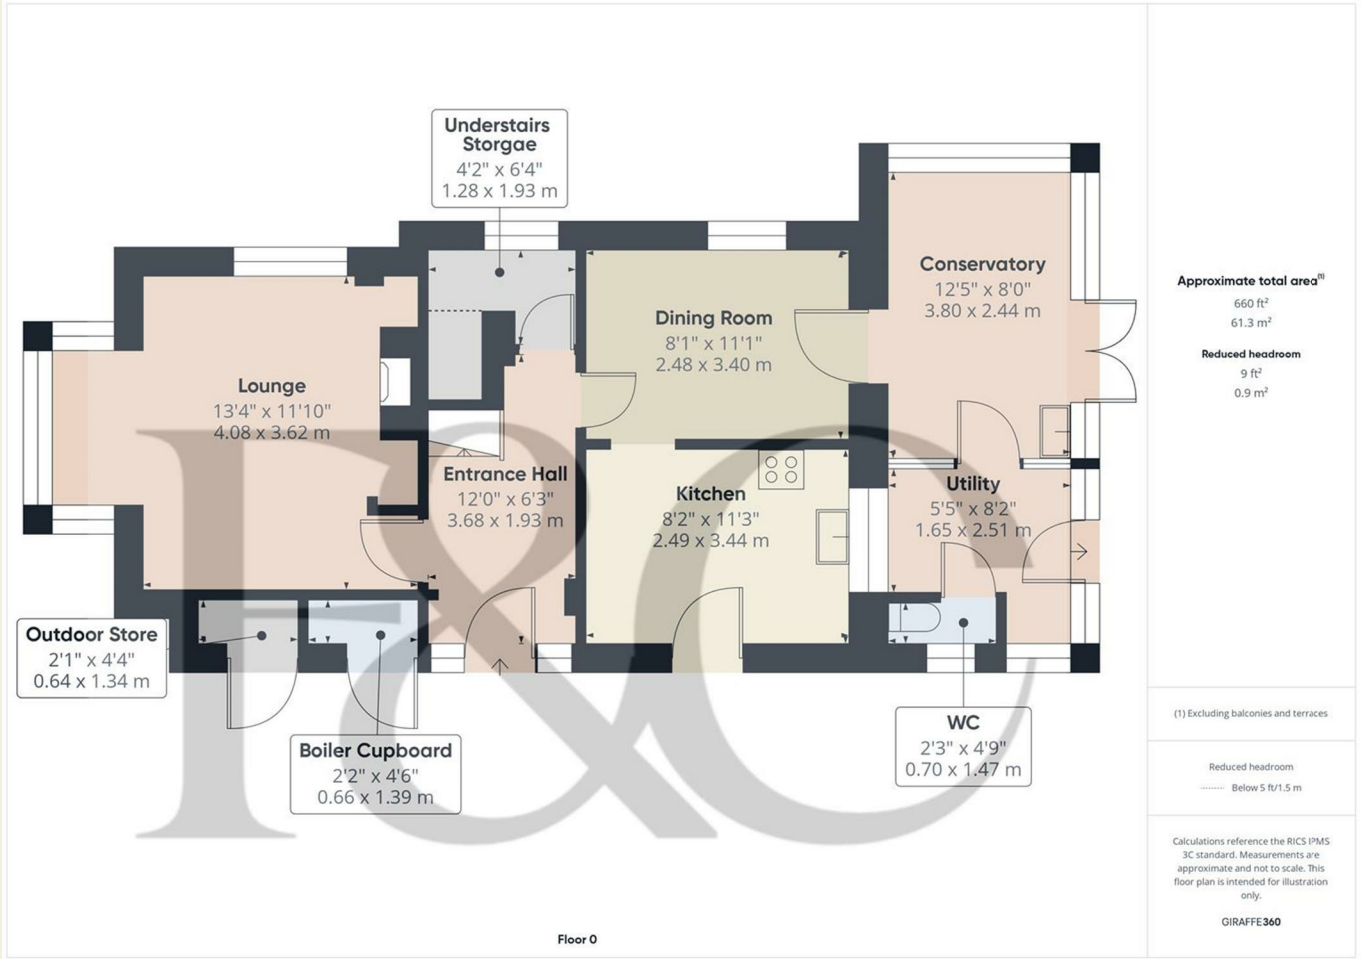 Understairs
Storgae
4'2" x 6'4"
1.28 x 1.93 m
Conservatory
12'5" x 8'0"
3.80 x 2.44 m
Dining Room
8'1" x 11'1"
2.48 x 3.40 m
Lounge
13'4" x 11'10"
4.08 x 3.62 m
Entrance Hall
12'0" x 6'3"
3.68 x 1.93 m
Kitchen
8'2" x 11'3"
2.49 x 3.44 m
Utility
5'5" x 8'2"
1.65 x 2.51 m
Outdoor Store
2'1" x 4'4"
0.64 x 1.34 m
Boiler Cupboard
2'2" x 4'6"
0.66 x 1.39 m
WC
2'3" x 4'9"
0.70 x 1.47 m
F&C
Floor 0
Approximate total area(1)
660 ft²
61.3 m²
Reduced headroom
9 ft²
0.9 m²
(1) Excluding balconies and terraces
Reduced headroom
Below 5 ft/1.5 m
Calculations reference the RICS IPMS
3C standard. Measurements are
approximate and not to scale. This
floor plan is intended for illustration
only.
GIRAFFE360